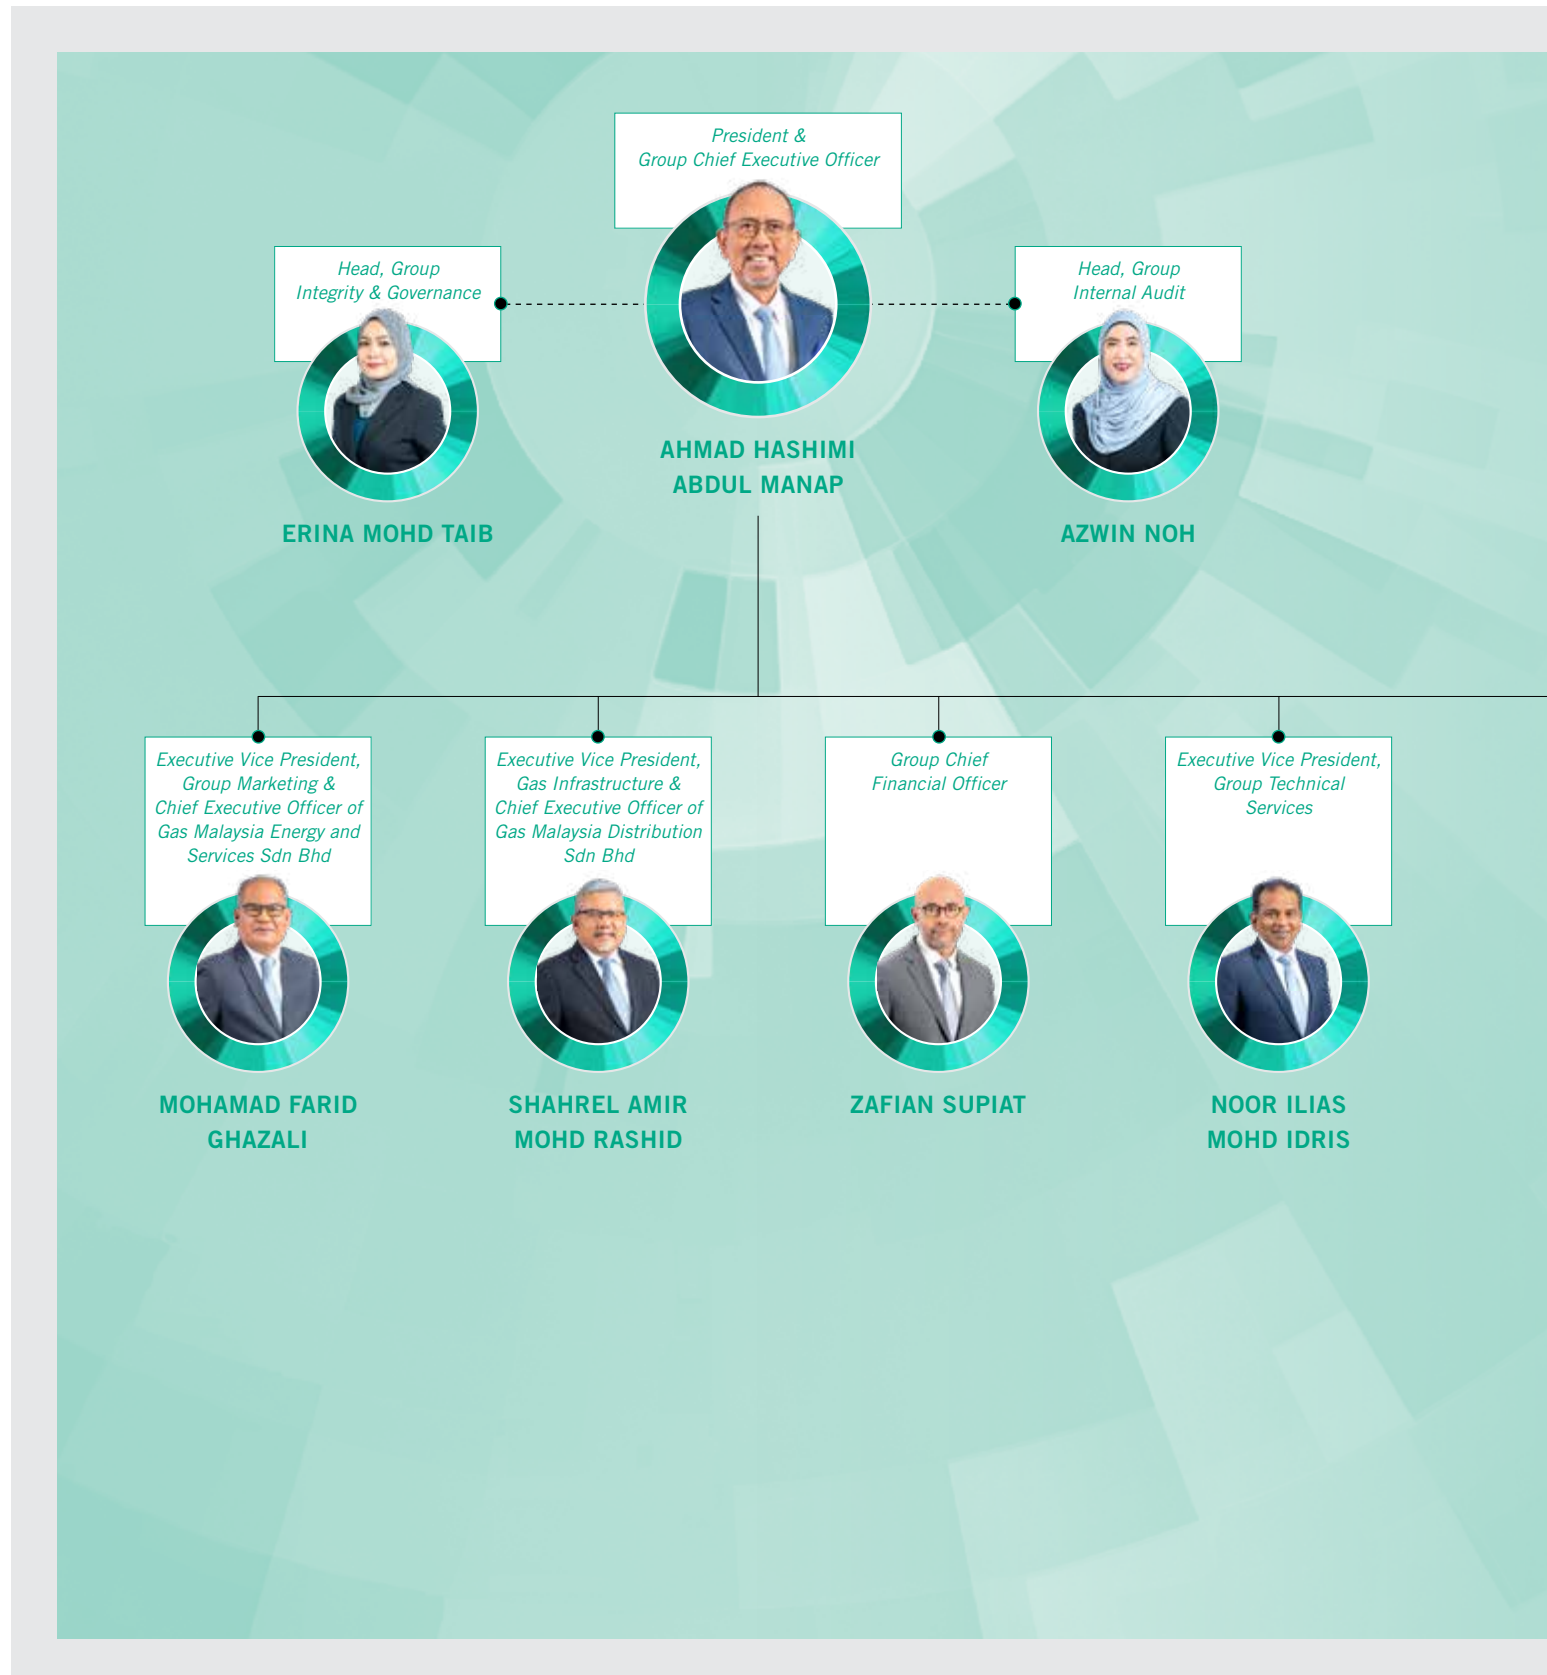 President &
Group Chief Executive Officer
AHMAD HASHIMI
ABDUL MANAP
Head, Group
Integrity & Governance
ERINA MOHD TAIB
Head, Group
Internal Audit
AZWIN NOH
Executive Vice President,
Group Marketing &
Chief Executive Officer of
Gas Malaysia Energy and
Services Sdn Bhd
MOHAMAD FARID
GHAZALI
Executive Vice President,
Gas Infrastructure &
Chief Executive Officer of
Gas Malaysia Distribution
Sdn Bhd
SHAHREL AMIR
MOHD RASHID
Group Chief
Financial Officer
ZAFIAN SUPIAT
Executive Vice President,
Group Technical
Services
NOOR ILIAS
MOHD IDRIS